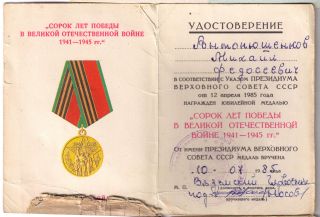 „СОРОК ЛЕТ ПОБЕДЫ
В ВЕЛИКОЙ ОТЕЧЕСТВЕННОЙ ВОЙНЕ
1941—1945 гг.“
УДОСТОВЕРЕНИЕ
Антонюшенков
Михаил
Федосеевич
В СООТВЕТСТВИИ С УКАЗОМ ПРЕЗИДИУМА
ВЕРХОВНОГО СОВЕТА СССР
от 12 апреля 1985 года
НАГРАЖДЕН ЮБИЛЕЙНОЙ МЕДАЛЬЮ
„СОРОК ЛЕТ ПОБЕДЫ
В ВЕЛИКОЙ ОТЕЧЕСТВЕННОЙ
ВОЙНЕ 1941—1945 гг.“
От имени ПРЕЗИДИУМА ВЕРХОВНОГО
СОВЕТА СССР МЕДАЛЬ ВРУЧЕНА
10 07 85
М. П.